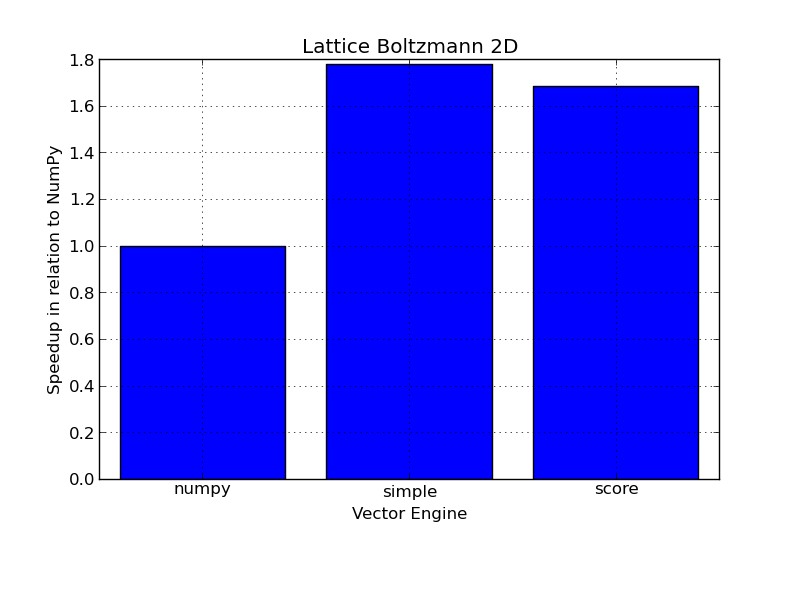 Lattice Boltzmann 2D
1.8
1.6
1.4
1.2
1.0
0.8
0.6
0.4
0.2
0.0
Speedup in relation to NumPy
numpy simple score
Vector Engine